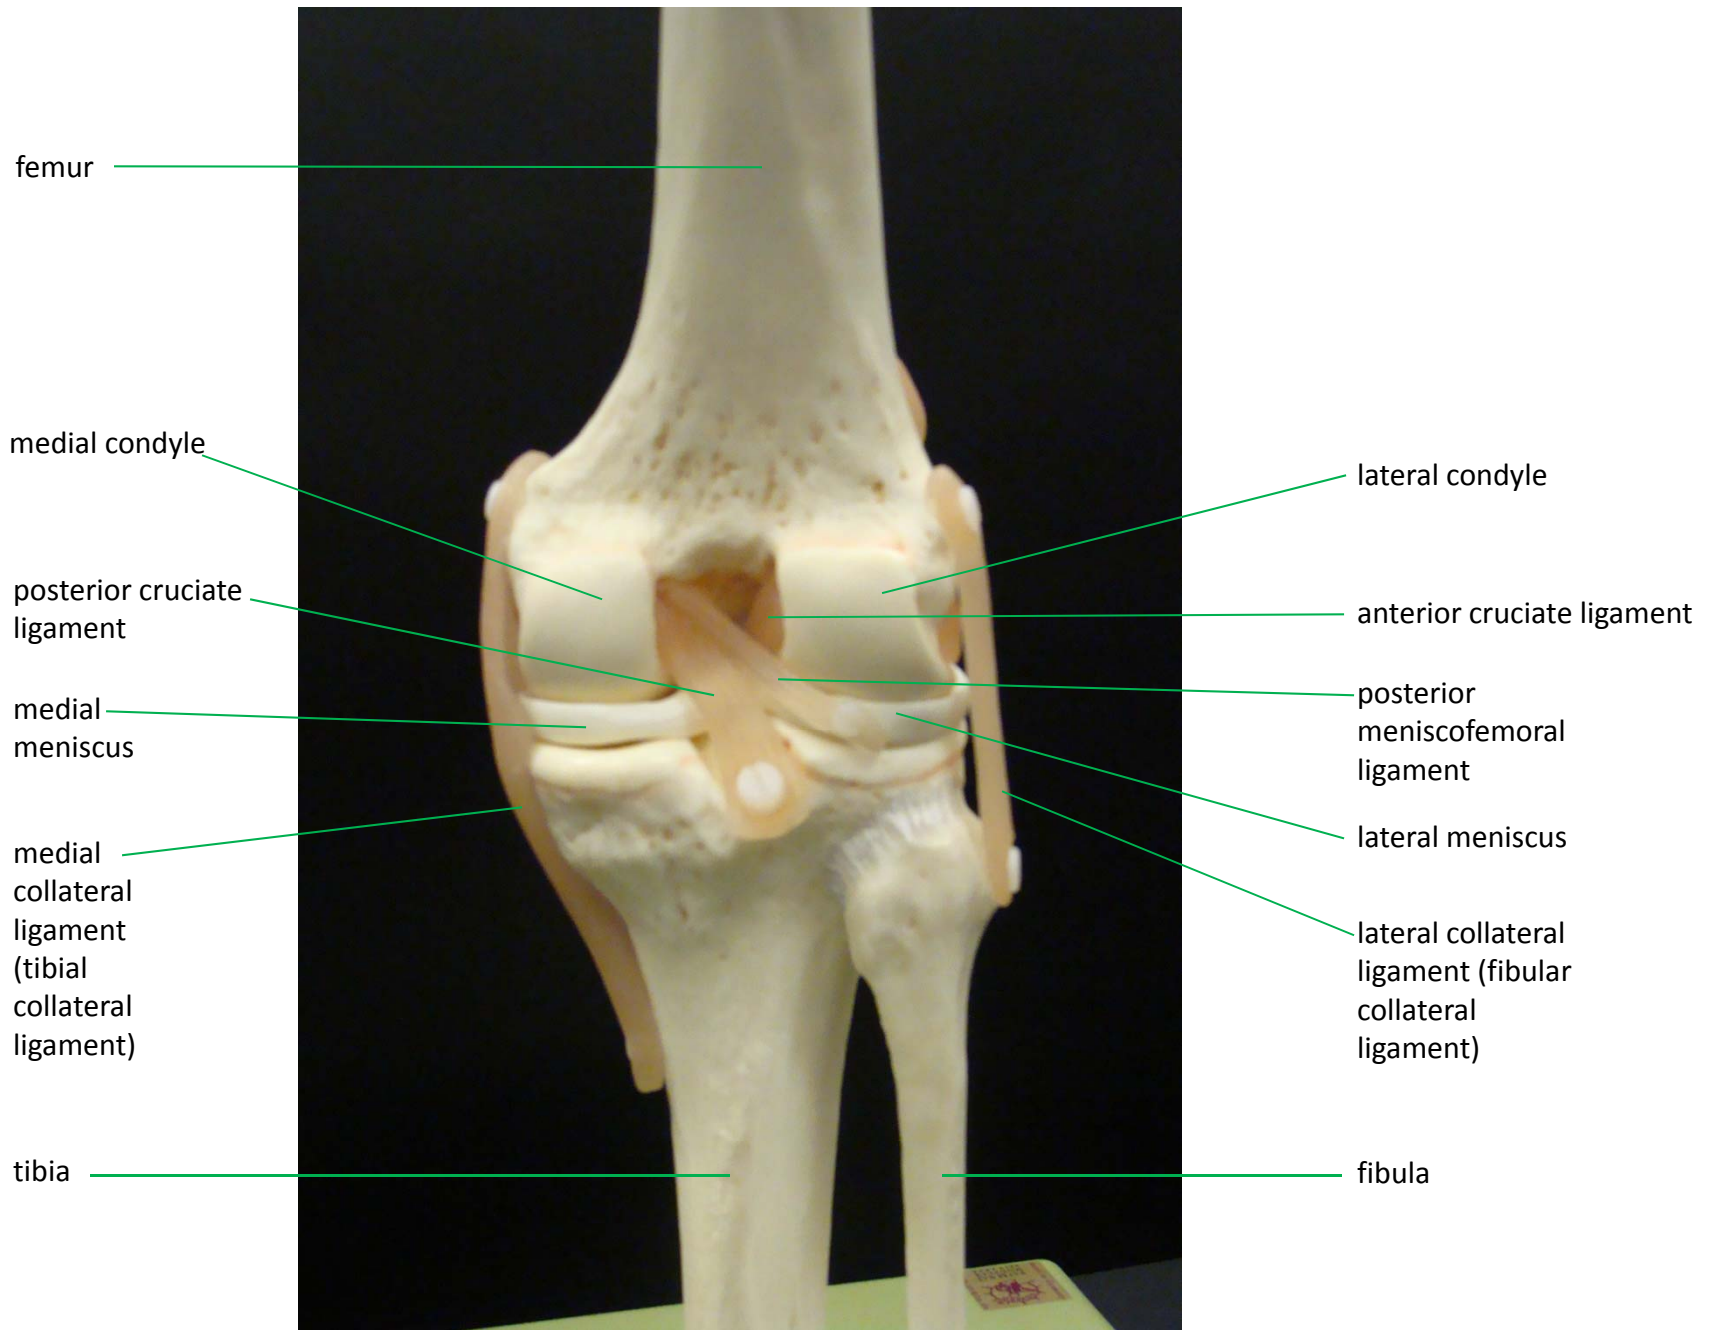 femur
medial condyle
posterior cruciate
ligament
medial
meniscus
medial
collateral
ligament
(tibial
collateral
ligament)
tibia
lateral condyle
anterior cruciate ligament
posterior
meniscofemoral
ligament
lateral meniscus
lateral collateral
ligament (fibular
collateral
ligament)
fibula